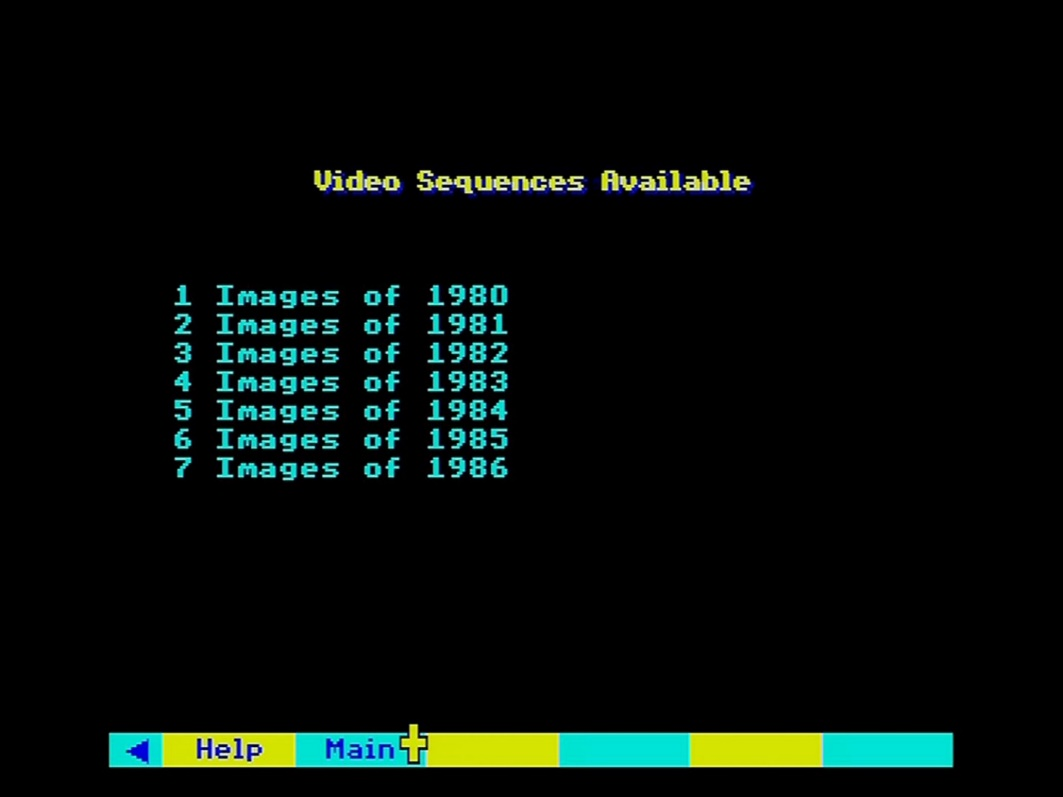 Video Sequences Available
1 Images of 1980
2 Images of 1981
3 Images of 1982
4 Images of 1983
5 Images of 1984
6 Images of 1985
7 Images of 1986
Help Main